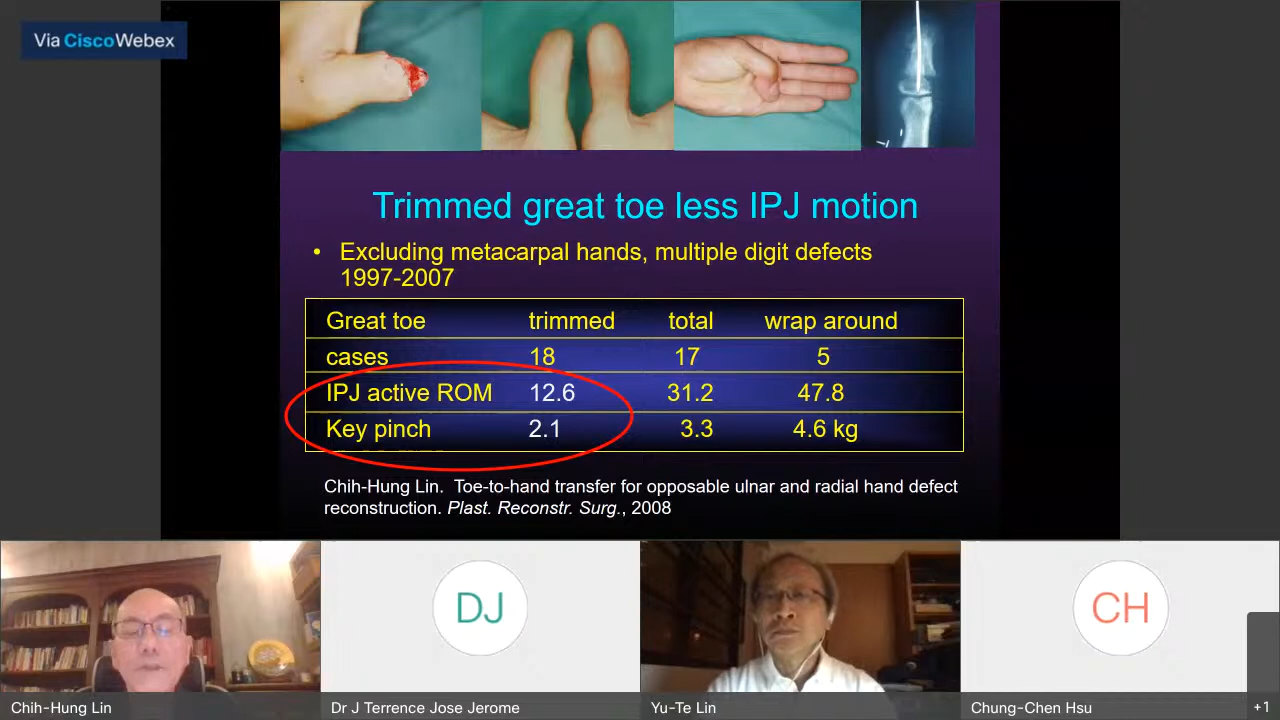 Via CiscoWebex
Trimmed great toe less IPJ motion
• Excluding metacarpal hands, multiple digit defects
1997-2007
Great toe trimmed total wrap around
cases 18 17 5
IPJ active ROM 12.6 31.2 47.8
Key pinch 2.1 3.3 4.6 kg
Chih-Hung Lin. Toe-to-hand transfer for opposable ulnar and radial hand defect
reconstruction. Plast. Reconstr. Surg., 2008
DJ
CH
Chih-Hung Lin
Dr J Terrence Jose Jerome
Yu-Te Lin
Chung-Chen Hsu
+1